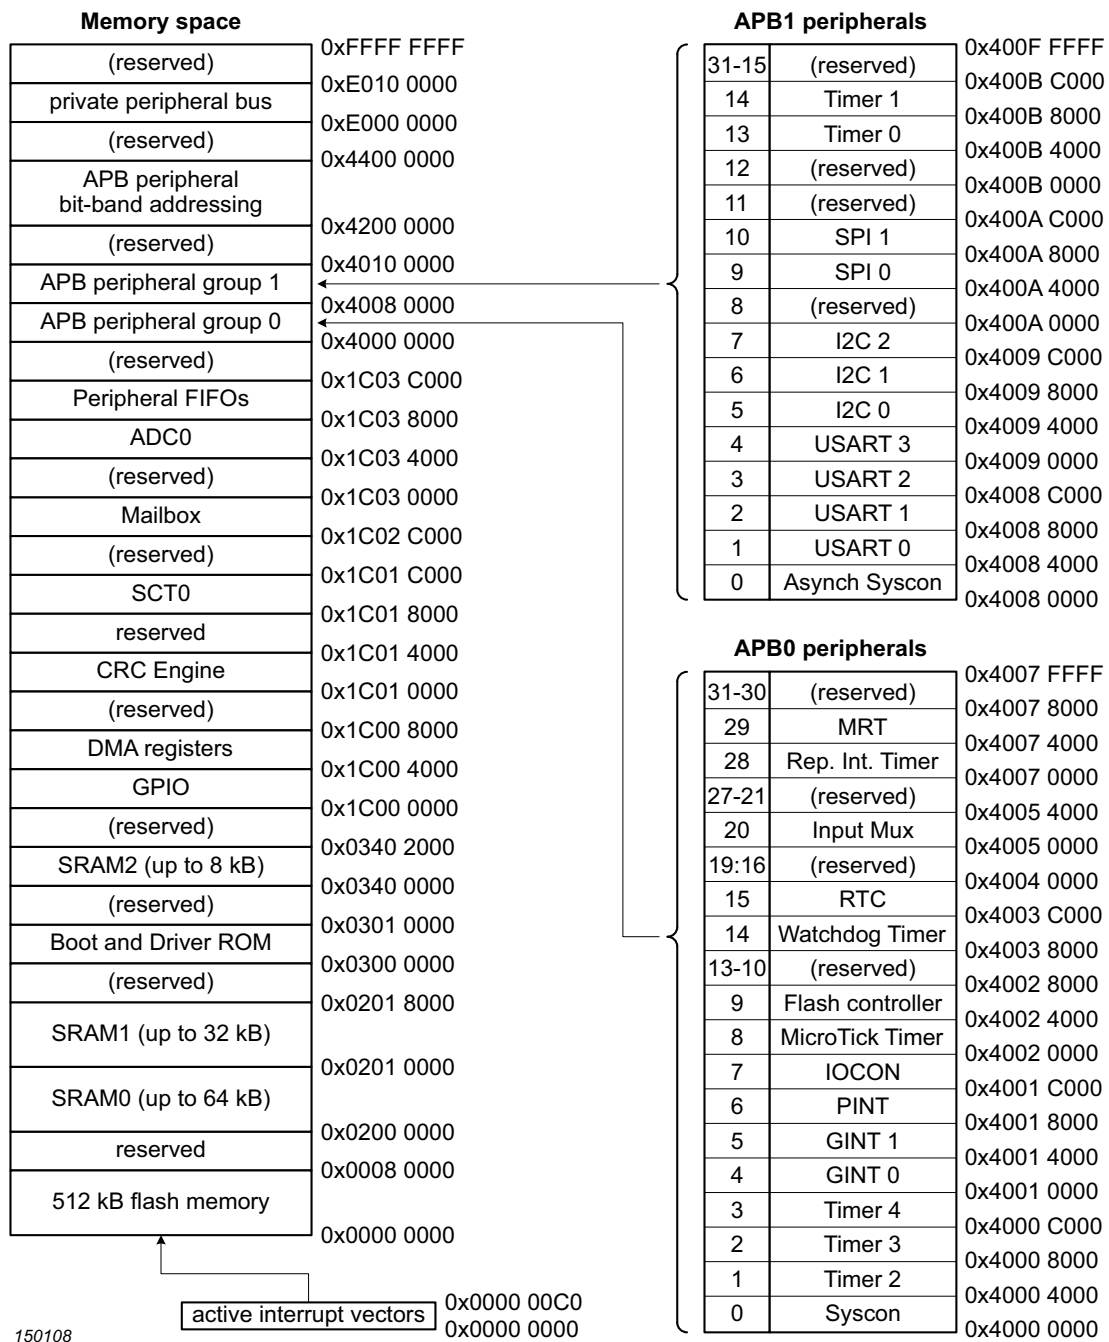 Memory space
0xFFFF FFFF
(reserved)
0xE010 0000
private peripheral bus
0xE000 0000
(reserved)
0x4400 0000
APB peripheral
bit-band addressing
0x4200 0000
(reserved)
0x4010 0000
APB peripheral group 1
0x4008 0000
APB peripheral group 0
0x4000 0000
(reserved)
0x1C03 C000
Peripheral FIFOs
0x1C03 8000
ADC0
0x1C03 4000
(reserved)
0x1C03 0000
Mailbox
0x1C02 C000
(reserved)
0x1C01 C000
SCT0
0x1C01 8000
reserved
0x1C01 4000
CRC Engine
0x1C01 0000
(reserved)
0x1C00 8000
DMA registers
0x1C00 4000
GPIO
0x1C00 0000
(reserved)
0x0340 2000
SRAM2 (up to 8 kB)
0x0340 0000
(reserved)
0x0301 0000
Boot and Driver ROM
0x0300 0000
(reserved)
0x0201 8000
SRAM1 (up to 32 kB)
0x0201 0000
SRAM0 (up to 64 kB)
0x0200 0000
reserved
0x0008 0000
512 kB flash memory
0x0000 0000
active interrupt vectors
0x0000 00C0
0x0000 0000
150108
APB1 peripherals
0x400F FFFF
31-15 (reserved)
0x400B C000
14 Timer 1
0x400B 8000
13 Timer 0
0x400B 4000
12 (reserved)
0x400B 0000
11 (reserved)
0x400A C000
10 SPI 1
0x400A 8000
9 SPI 0
0x400A 4000
8 (reserved)
0x400A 0000
7 I2C 2
0x4009 C000
6 I2C 1
0x4009 8000
5 I2C 0
0x4009 4000
4 USART 3
0x4009 0000
3 USART 2
0x4008 C000
2 USART 1
0x4008 8000
1 USART 0
0x4008 4000
0 Asynch Syscon
0x4008 0000
APB0 peripherals
0x4007 FFFF
31-30 (reserved)
0x4007 8000
29 MRT
0x4007 4000
28 Rep. Int. Timer
0x4007 0000
27-21 (reserved)
0x4005 4000
20 Input Mux
0x4005 0000
19:16 (reserved)
0x4004 0000
15 RTC
0x4003 C000
14 Watchdog Timer
0x4003 8000
13-10 (reserved)
0x4002 8000
9 Flash controller
0x4002 4000
8 MicroTick Timer
0x4002 0000
7 IOCON
0x4001 C000
6 PINT
0x4001 8000
5 GINT 1
0x4001 4000
4 GINT 0
0x4001 0000
3 Timer 4
0x4000 C000
2 Timer 3
0x4000 8000
1 Timer 2
0x4000 4000
0 Syscon
0x4000 0000